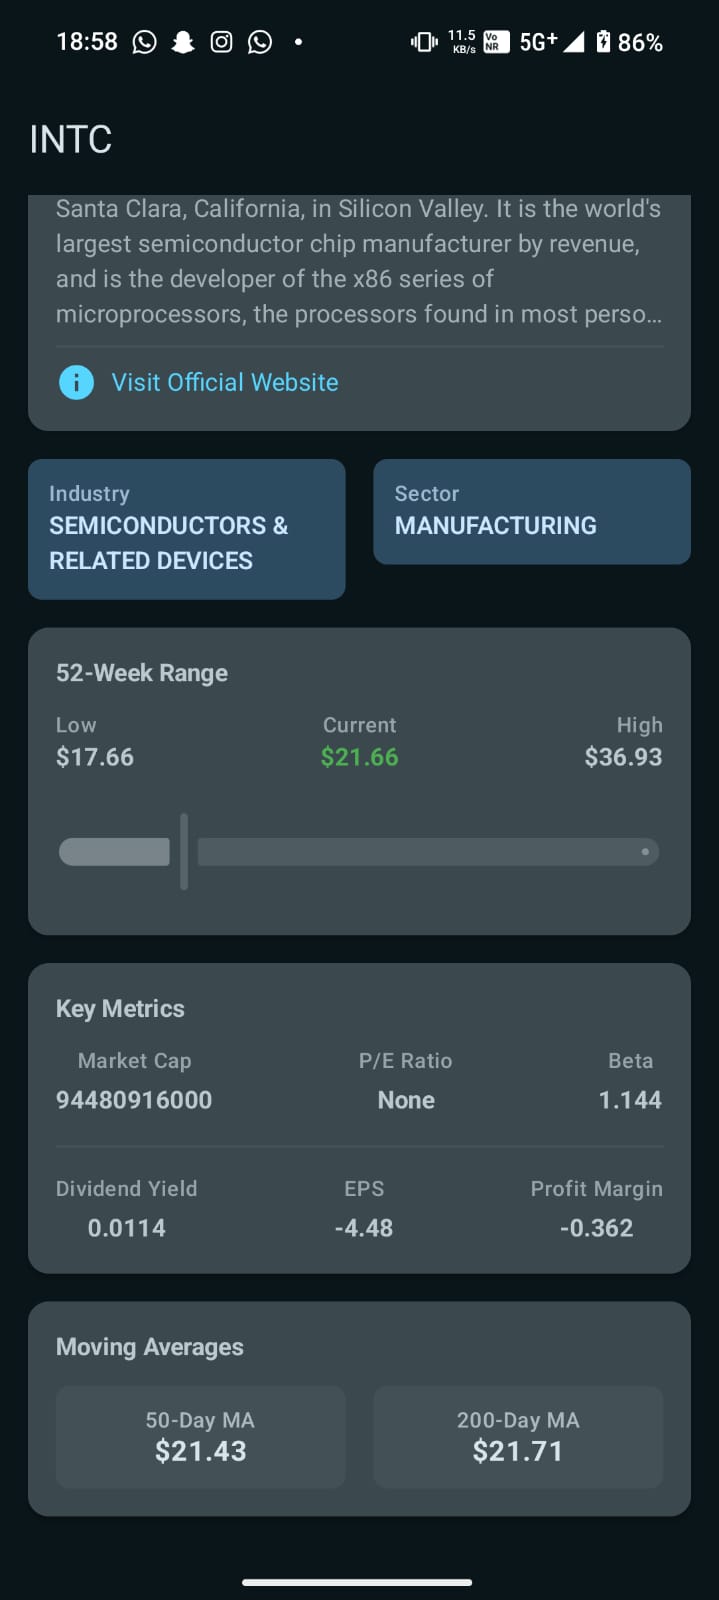 18:58
11.5
KB/s
Vo
NR
5G+
86%
INTC
Santa Clara, California, in Silicon Valley. It is the world's
largest semiconductor chip manufacturer by revenue,
and is the developer of the x86 series of
microprocessors, the processors found in most perso...
Visit Official Website
Industry
SEMICONDUCTORS &
RELATED DEVICES
Sector
MANUFACTURING
52-Week Range
Low Current High
$17.66 $21.66 $36.93
Key Metrics
Market Cap P/E Ratio Beta
94480916000 None 1.144
Dividend Yield EPS Profit Margin
0.0114 -4.48 -0.362
Moving Averages
50-Day MA
$21.43
200-Day MA
$21.71